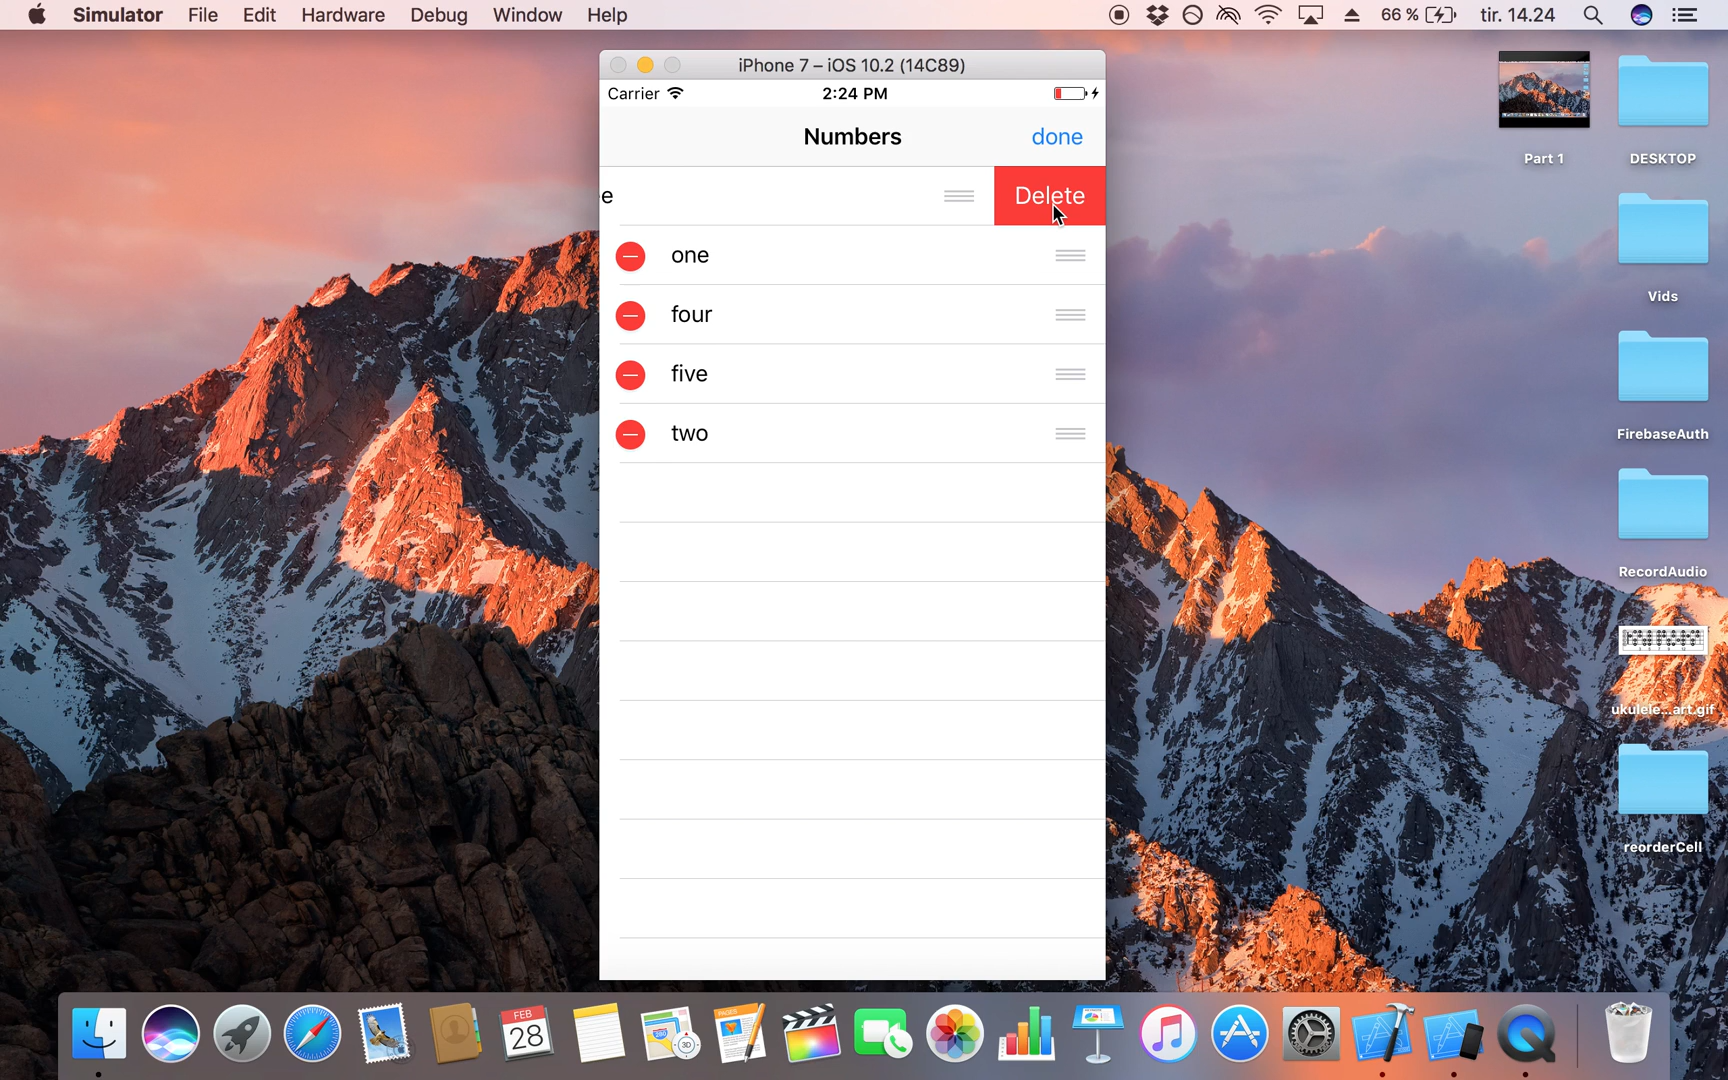 Simulator File Edit Hardware Debug Window Help 66 % tir. 14.24
iPhone 7 – iOS 10.2 (14C89)
Carrier 2:24 PM
Numbers done
e Delete
one
four
five
two
Part 1 DESKTOP
Vids
FirebaseAuth
RecordAudio
ukulele...art.gif
reorderCell
FEB
28
PAGES
3D